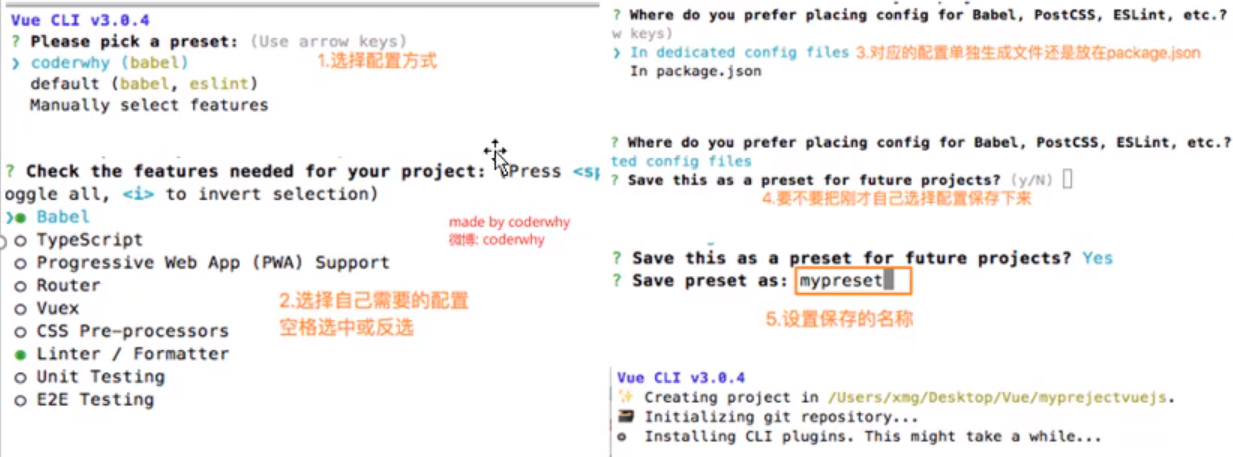 Vue CLI v3.0.4
? Please pick a preset: (Use arrow keys)
❯ coderwhy (babel)
1.选择配置方式
default (babel, eslint)
Manually select features
? Check the features needed for your project: (Press <sp
oggle all, <i> to invert selection)
❯◉ Babel
◯ TypeScript
◯ Progressive Web App (PWA) Support
◯ Router
◯ Vuex
◯ CSS Pre-processors
◉ Linter / Formatter
◯ Unit Testing
◯ E2E Testing
made by coderwhy
微博: coderwhy
2.选择自己需要的配置
空格选中或反选
? Where do you prefer placing config for Babel, PostCSS, ESLint, etc.?
w keys)
❯ In dedicated config files
3.对应的配置单独生成文件还是放在package.json
In package.json
? Where do you prefer placing config for Babel, PostCSS, ESLint, etc.?
ted config files
? Save this as a preset for future projects? (y/N)
4.要不要把刚才自己选择配置保存下来
? Save this as a preset for future projects? Yes
? Save preset as: mypreset
5.设置保存的名称
Vue CLI v3.0.4
✨ Creating project in /Users/xmg/Desktop/Vue/myprejectvuejs.
🗃 Initializing git repository...
⚙ Installing CLI plugins. This might take a while...